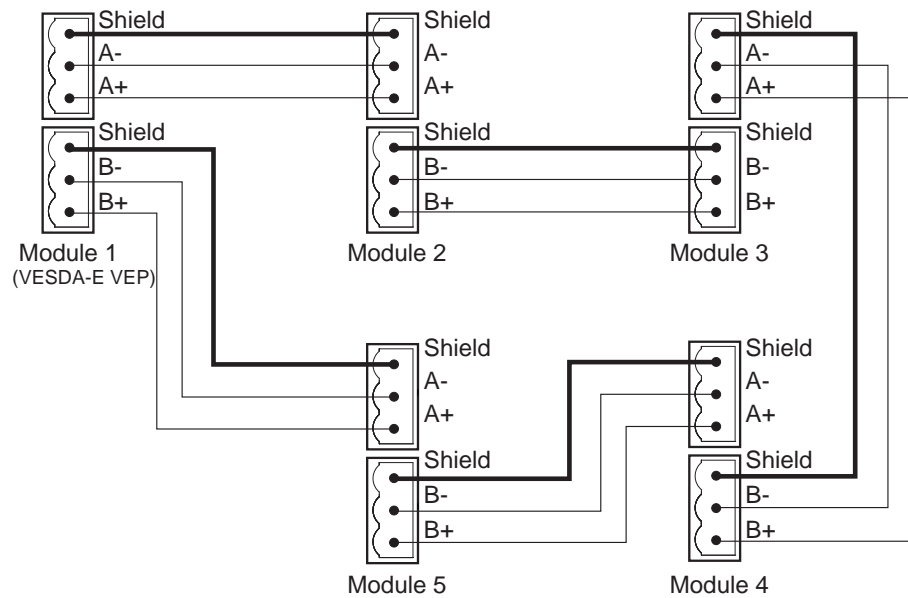 Shield
A-
A+
Shield
B-
B+
Module 1
(VESDA-E VEP)
Shield
A-
A+
Shield
B-
B+
Module 2
Shield
A-
A+
Shield
B-
B+
Module 3
Shield
A-
A+
Shield
B-
B+
Module 5
Shield
A-
A+
Shield
B-
B+
Module 4